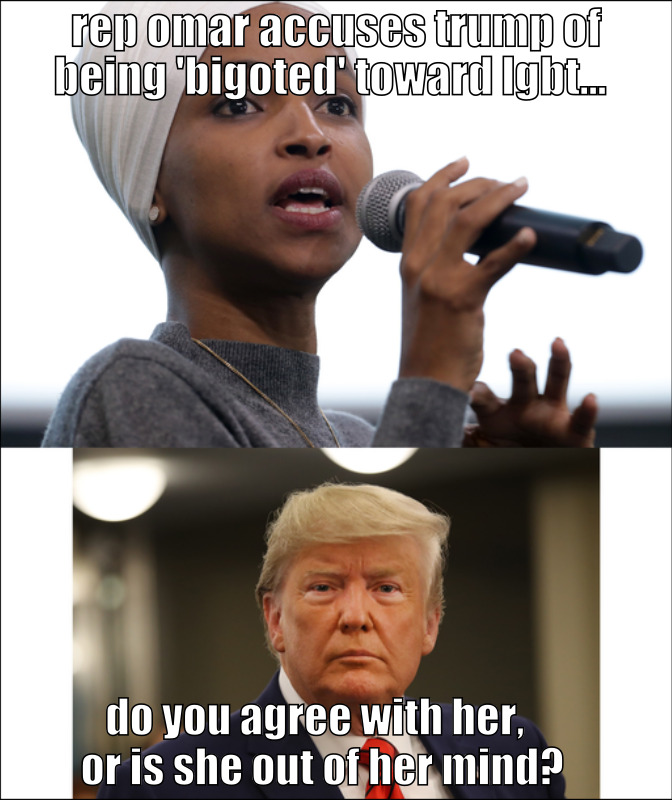 rep omar accuses trump of
being 'bigoted' toward lgbt...
do you agree with her,
or is she out of her mind?